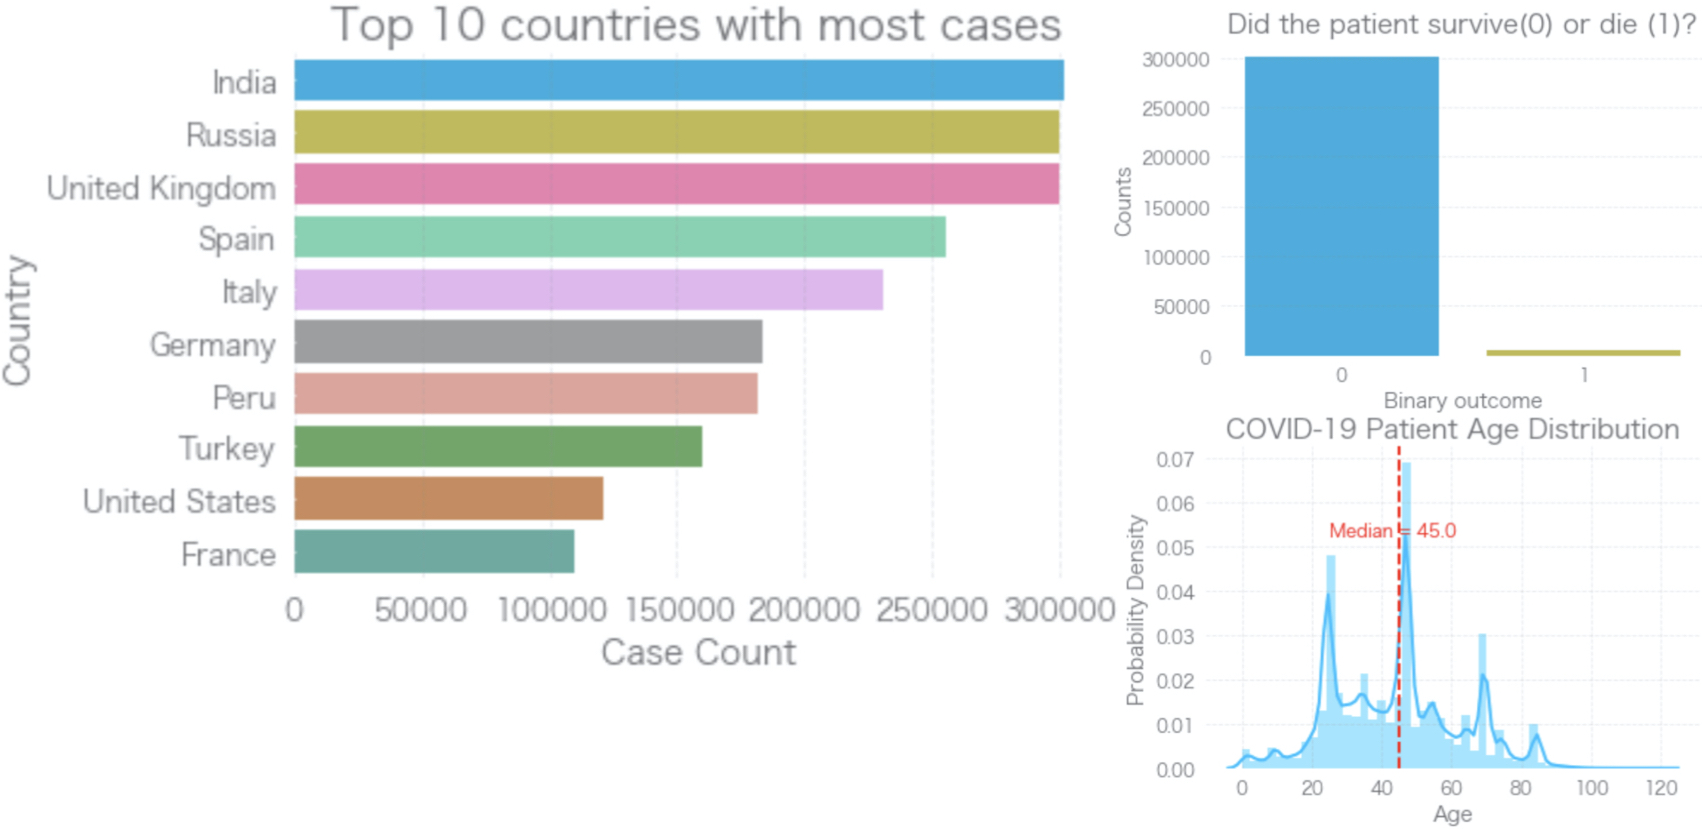 Top 10 countries with most cases
Country
India
Russia
United Kingdom
Spain
Italy
Germany
Peru
Turkey
United States
France
0 50000 100000 150000 200000 250000 300000
Case Count
Did the patient survive(0) or die (1)?
Counts
300000
250000
200000
150000
100000
50000
0
0 1
Binary outcome
COVID-19 Patient Age Distribution
Probability Density
0.07
0.06
Median = 45.0
0.05
0.04
0.03
0.02
0.01
0.00
0 20 40 60 80 100 120
Age